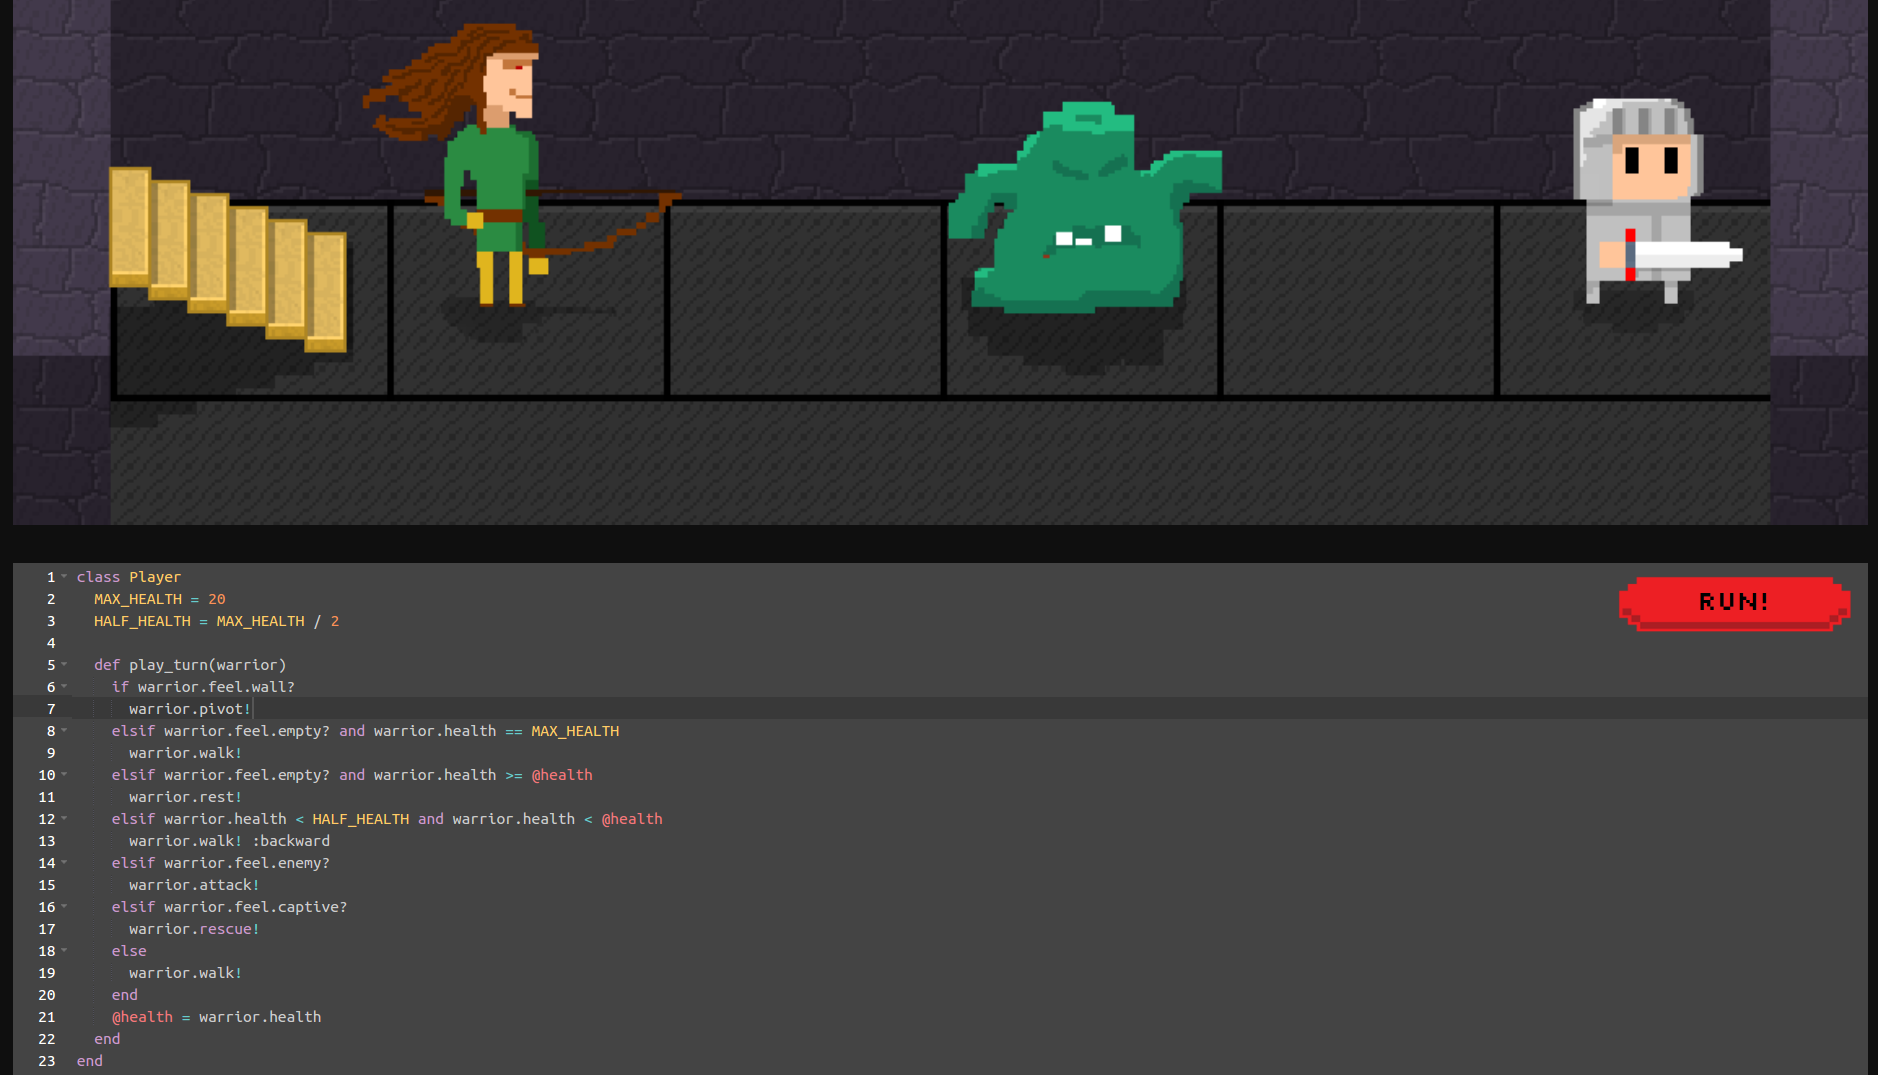 1 class Player
2 MAX_HEALTH = 20
3 HALF_HEALTH = MAX_HEALTH / 2
4
5 def play_turn(warrior)
6 if warrior.feel.wall?
7 warrior.pivot!
8 elsif warrior.feel.empty? and warrior.health == MAX_HEALTH
9 warrior.walk!
10 elsif warrior.feel.empty? and warrior.health >= @health
11 warrior.rest!
12 elsif warrior.health < HALF_HEALTH and warrior.health < @health
13 warrior.walk! :backward
14 elsif warrior.feel.enemy?
15 warrior.attack!
16 elsif warrior.feel.captive?
17 warrior.rescue!
18 else
19 warrior.walk!
20 end
21 @health = warrior.health
22 end
23 end
RUN!